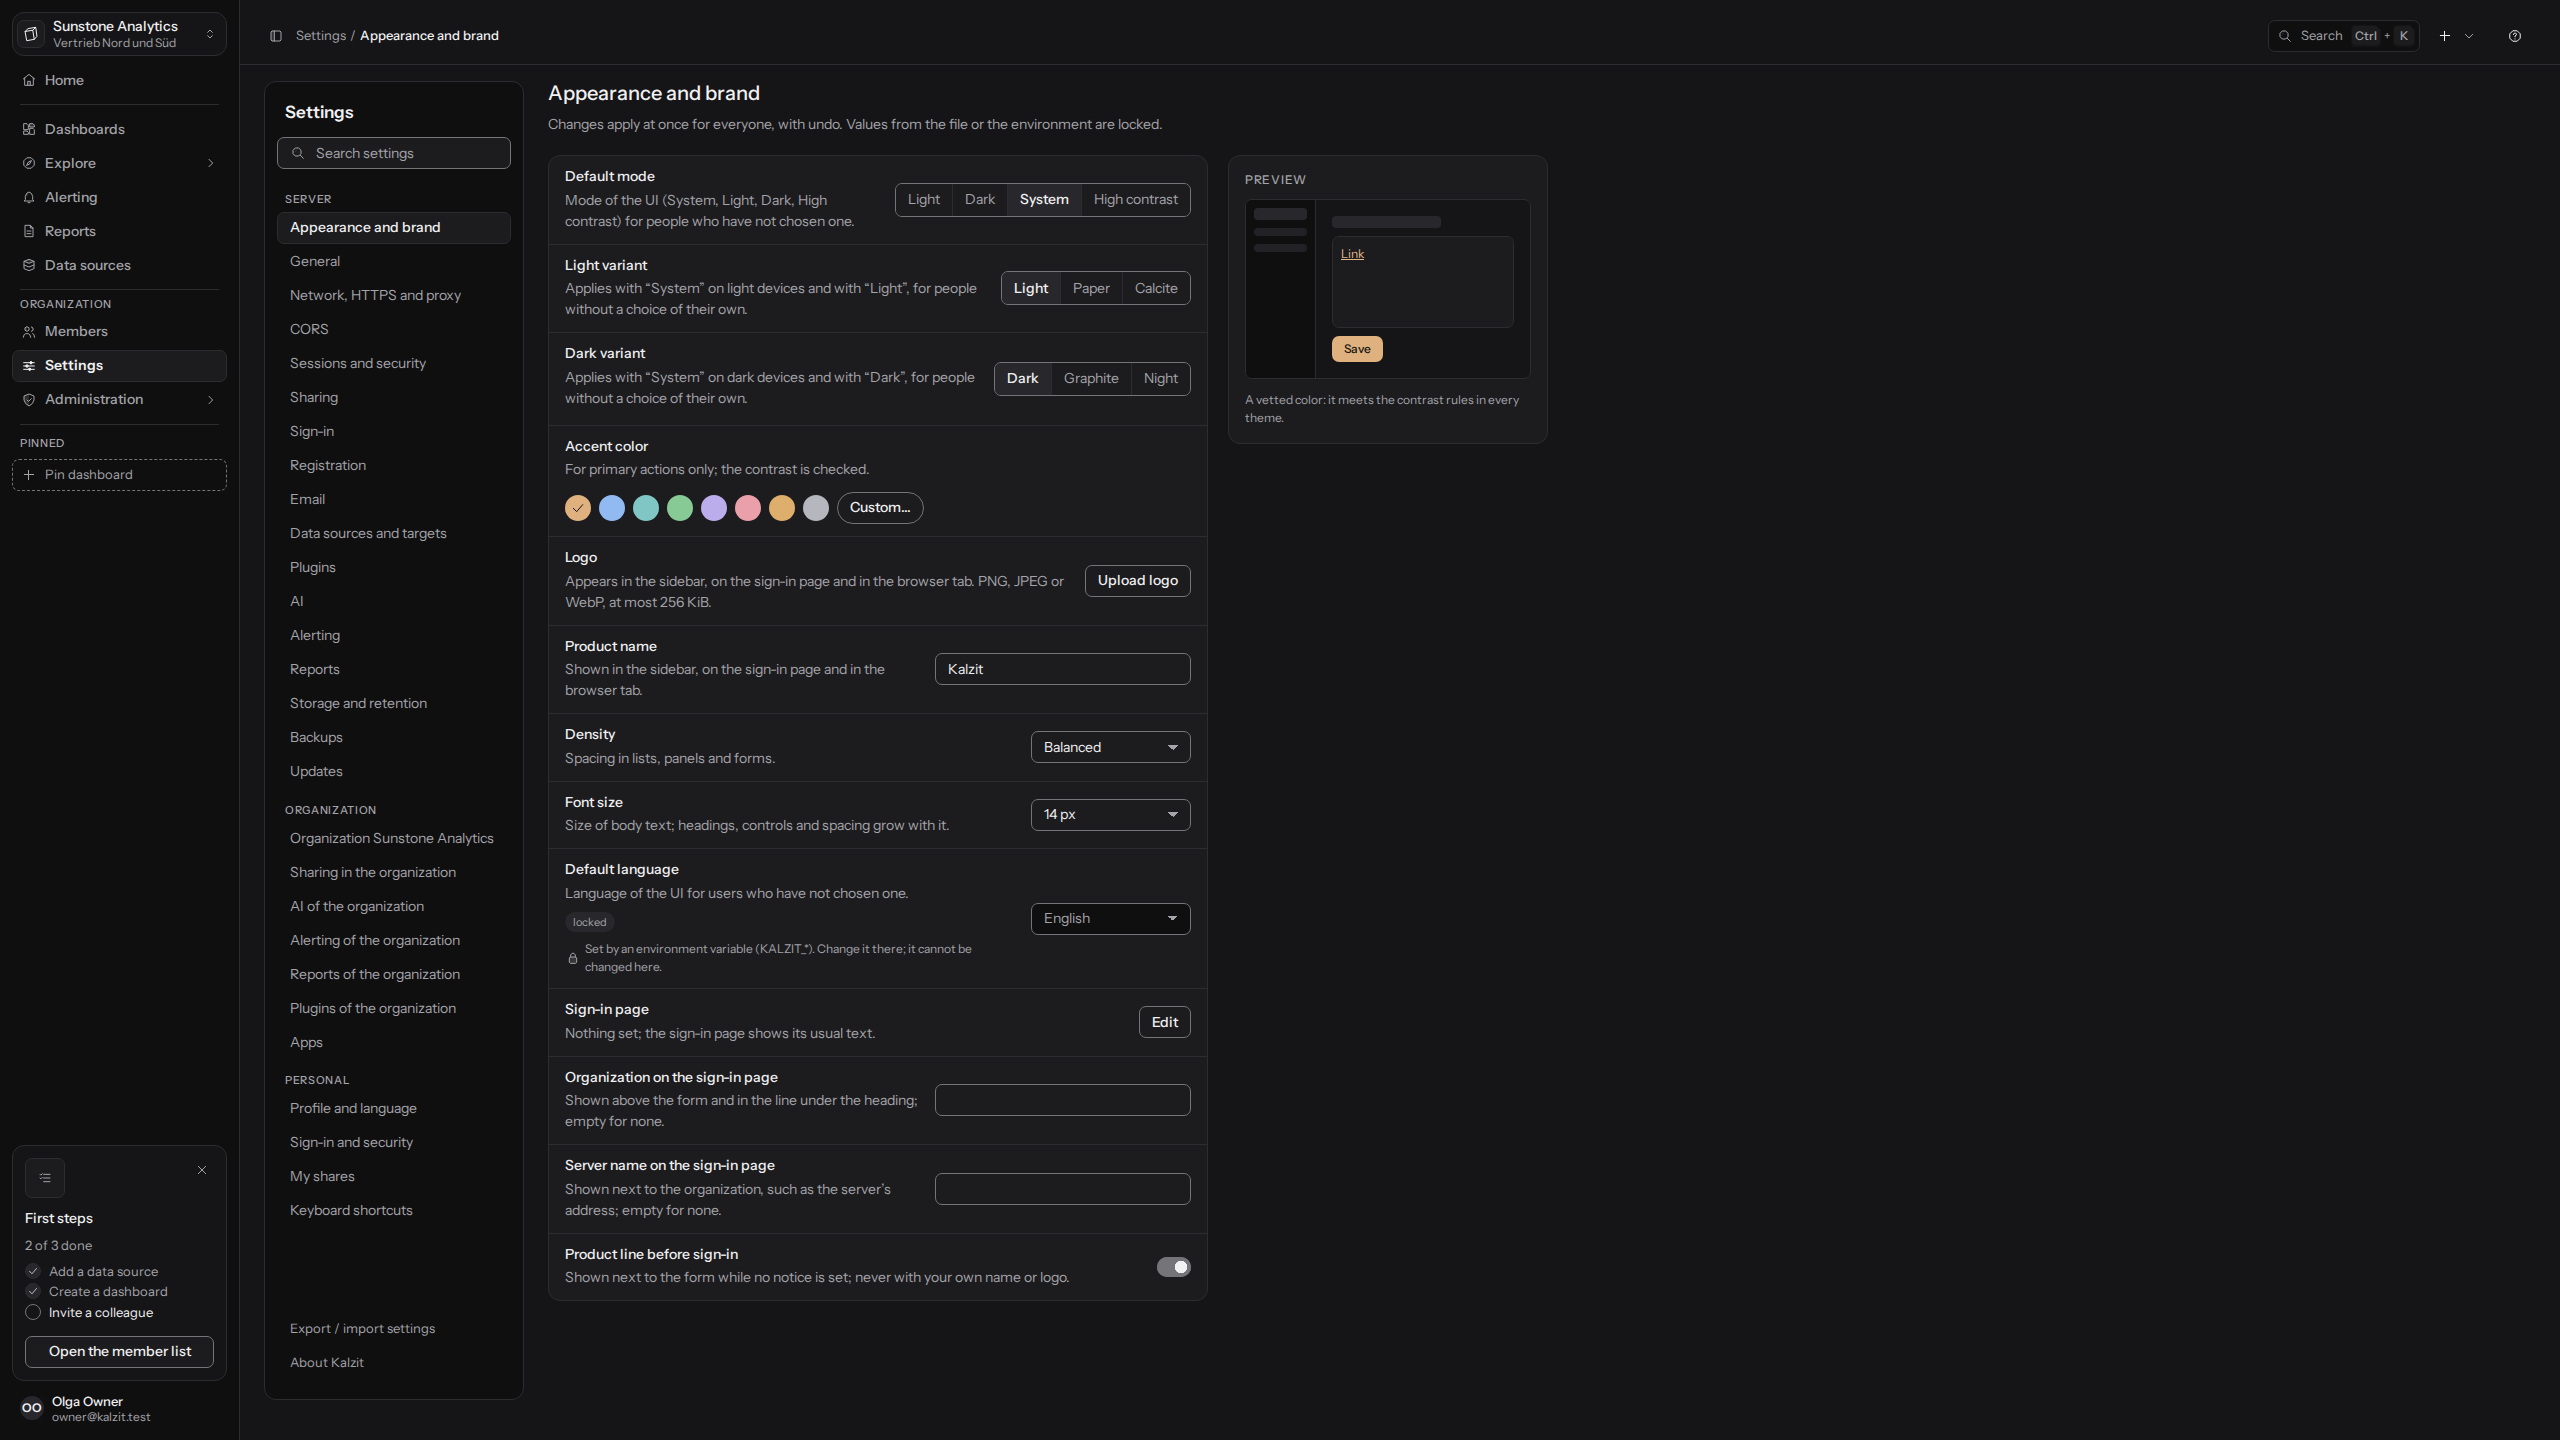 Sunstone Analytics
Vertrieb Nord und Süd
Home
Dashboards
Explore
Alerting
Reports
Data sources
ORGANIZATION
Members
Settings
Administration
PINNED
Pin dashboard
First steps
2 of 3 done
Add a data source
Create a dashboard
Invite a colleague
Open the member list
OO
Olga Owner
owner@kalzit.test
Settings / Appearance and brand
Search Ctrl + K
Settings
Search settings
SERVER
Appearance and brand
General
Network, HTTPS and proxy
CORS
Sessions and security
Sharing
Sign-in
Registration
Email
Data sources and targets
Plugins
AI
Alerting
Reports
Storage and retention
Backups
Updates
ORGANIZATION
Organization Sunstone Analytics
Sharing in the organization
AI of the organization
Alerting of the organization
Reports of the organization
Plugins of the organization
Apps
PERSONAL
Profile and language
Sign-in and security
My shares
Keyboard shortcuts
Export / import settings
About Kalzit
Appearance and brand
Changes apply at once for everyone, with undo. Values from the file or the environment are locked.
Default mode
Mode of the UI (System, Light, Dark, High
contrast) for people who have not chosen one.
Light Dark System High contrast
Light variant
Applies with “System” on light devices and with “Light”, for people
without a choice of their own.
Light Paper Calcite
Dark variant
Applies with “System” on dark devices and with “Dark”, for people
without a choice of their own.
Dark Graphite Night
Accent color
For primary actions only; the contrast is checked.
Custom…
Logo
Appears in the sidebar, on the sign-in page and in the browser tab. PNG, JPEG or
WebP, at most 256 KiB.
Upload logo
Product name
Shown in the sidebar, on the sign-in page and in the
browser tab.
Kalzit
Density
Spacing in lists, panels and forms.
Balanced
Font size
Size of body text; headings, controls and spacing grow with it.
14 px
Default language
Language of the UI for users who have not chosen one.
locked
Set by an environment variable (KALZIT_*). Change it there; it cannot be
changed here.
English
Sign-in page
Nothing set; the sign-in page shows its usual text.
Edit
Organization on the sign-in page
Shown above the form and in the line under the heading;
empty for none.
Server name on the sign-in page
Shown next to the organization, such as the server’s
address; empty for none.
Product line before sign-in
Shown next to the form while no notice is set; never with your own name or logo.
PREVIEW
Link
Save
A vetted color: it meets the contrast rules in every
theme.